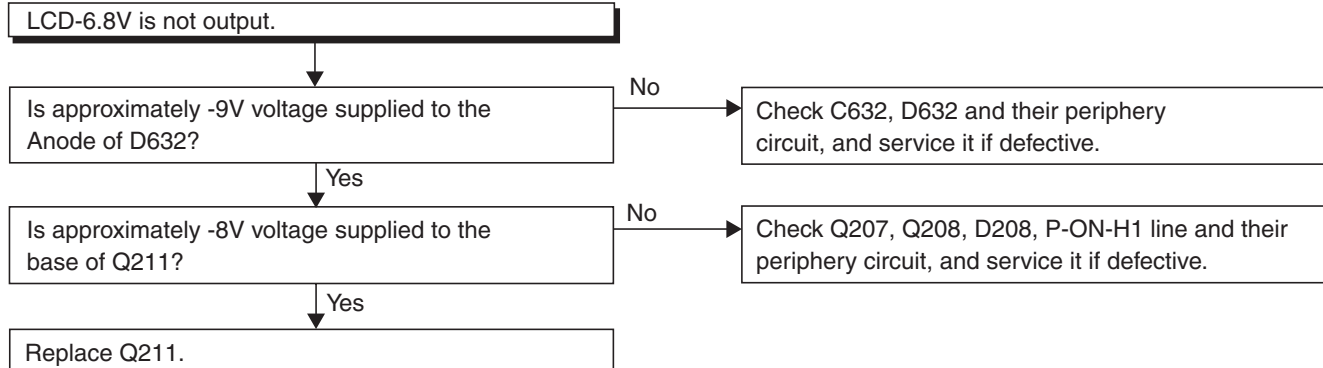 LCD-6.8V is not output.
Is approximately -9V voltage supplied to the
Anode of D632?
No
Check C632, D632 and their periphery
circuit, and service it if defective.
Yes
Is approximately -8V voltage supplied to the
base of Q211?
No
Check Q207, Q208, D208, P-ON-H1 line and their
periphery circuit, and service it if defective.
Yes
Replace Q211.